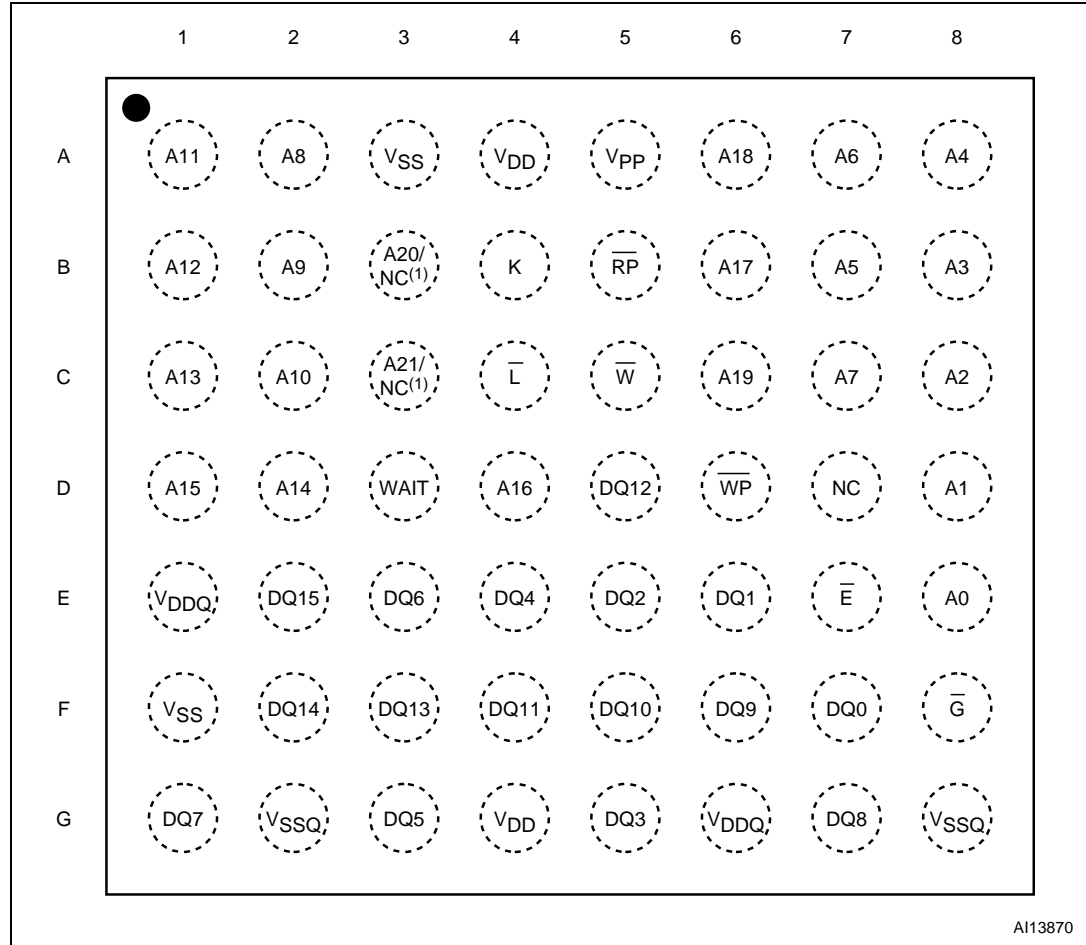 1 2 3 4 5 6 7 8
A A11 A8 VSS VDD VPP A18 A6 A4
B A12 A9 A20/NC(1) K R̅P̅ A17 A5 A3
C A13 A10 A21/NC(1) L̅ W̅ A19 A7 A2
D A15 A14 WAIT A16 DQ12 W̅P̅ NC A1
E VDDQ DQ15 DQ6 DQ4 DQ2 DQ1 E̅ A0
F VSS DQ14 DQ13 DQ11 DQ10 DQ9 DQ0 G̅
G DQ7 VSSQ DQ5 VDD DQ3 VDDQ DQ8 VSSQ
AI13870